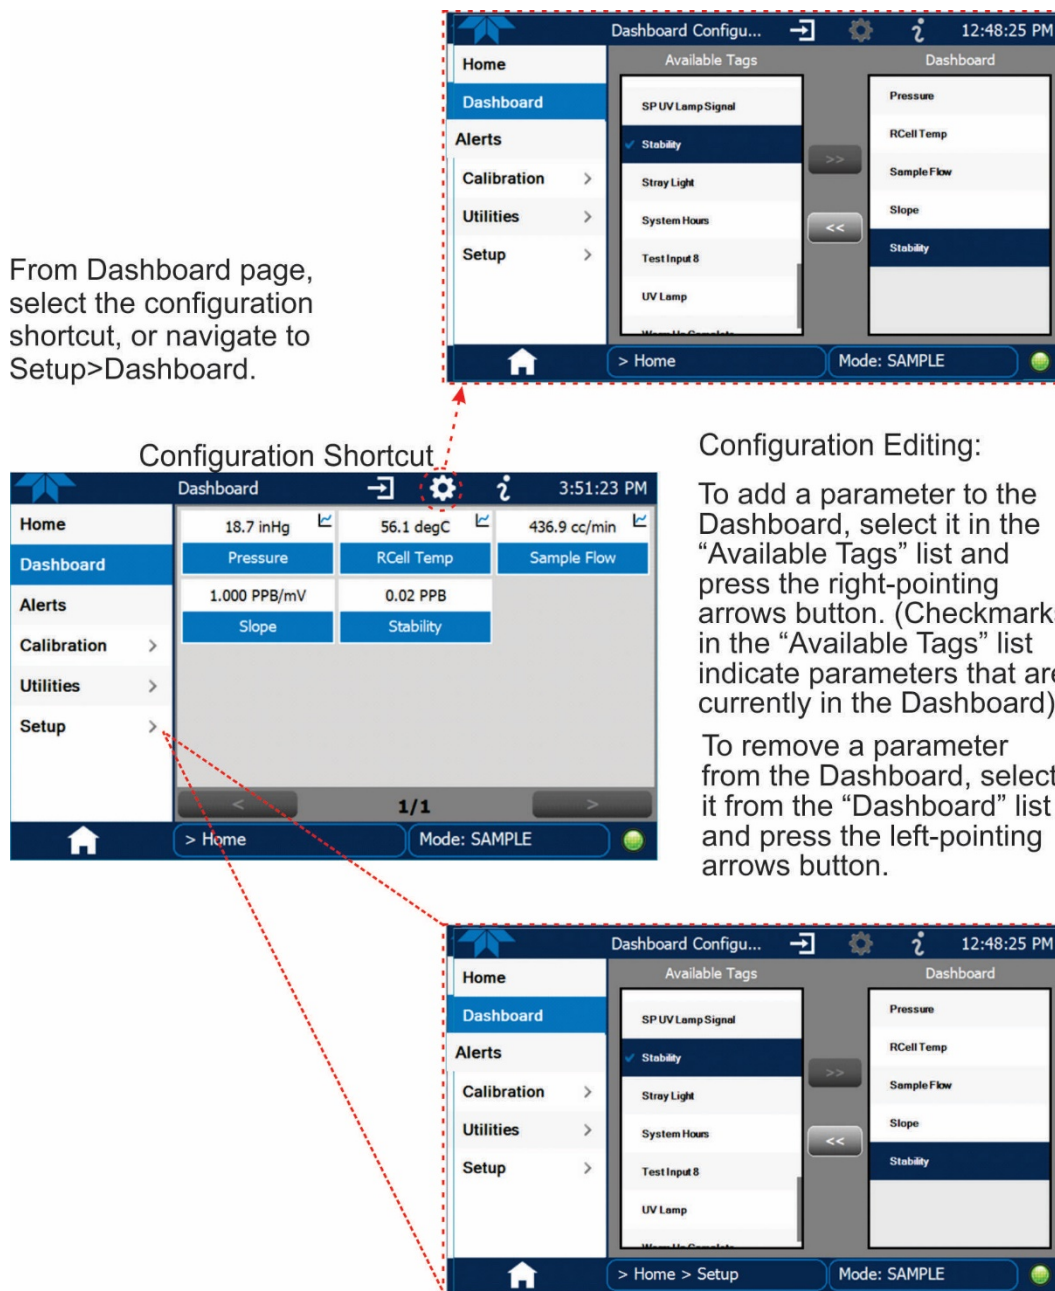 Dashboard Configu... 12:48:25 PM
Home
Dashboard
Alerts
Calibration >
Utilities >
Setup >
Available Tags
SP UV Lamp Signal
Stability
Stray Light
System Hours
Test Input 8
UV Lamp
>>
<<
Dashboard
Pressure
RCell Temp
Sample Flow
Slope
Stability
> Home
Mode: SAMPLE
From Dashboard page,
select the configuration
shortcut, or navigate to
Setup>Dashboard.
Configuration Shortcut
Dashboard 3:51:23 PM
Home
Dashboard
Alerts
Calibration >
Utilities >
Setup >
18.7 inHg
Pressure
56.1 degC
RCell Temp
436.9 cc/min
Sample Flow
1.000 PPB/mV
Slope
0.02 PPB
Stability
< 1/1 >
> Home
Mode: SAMPLE
Configuration Editing:
To add a parameter to the
Dashboard, select it in the
“Available Tags” list and
press the right-pointing
arrows button. (Checkmarks
in the “Available Tags” list
indicate parameters that are
currently in the Dashboard)
To remove a parameter
from the Dashboard, select
it from the “Dashboard” list
and press the left-pointing
arrows button.
Dashboard Configu... 12:48:25 PM
Home
Dashboard
Alerts
Calibration >
Utilities >
Setup >
Available Tags
SP UV Lamp Signal
Stability
Stray Light
System Hours
Test Input 8
UV Lamp
>>
<<
Dashboard
Pressure
RCell Temp
Sample Flow
Slope
Stability
> Home > Setup
Mode: SAMPLE